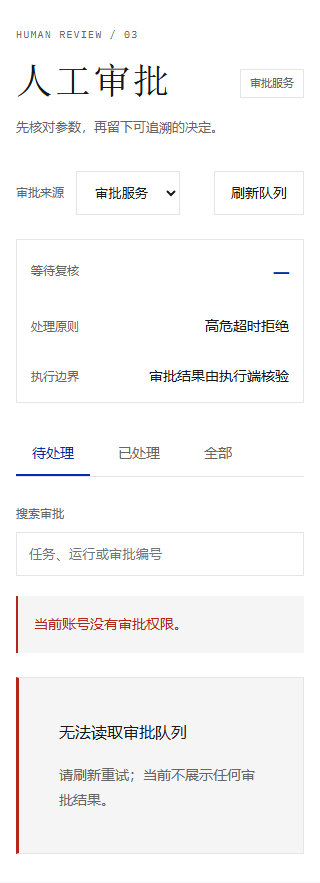 HUMAN REVIEW / 03
人工审批
审批服务
先核对参数，再留下可追溯的决定。
审批来源
审批服务
刷新队列
等待复核
—
处理原则
高危超时拒绝
执行边界
审批结果由执行端核验
待处理
已处理
全部
搜索审批
任务、运行或审批编号
当前账号没有审批权限。
无法读取审批队列
请刷新重试；当前不展示任何审
批结果。